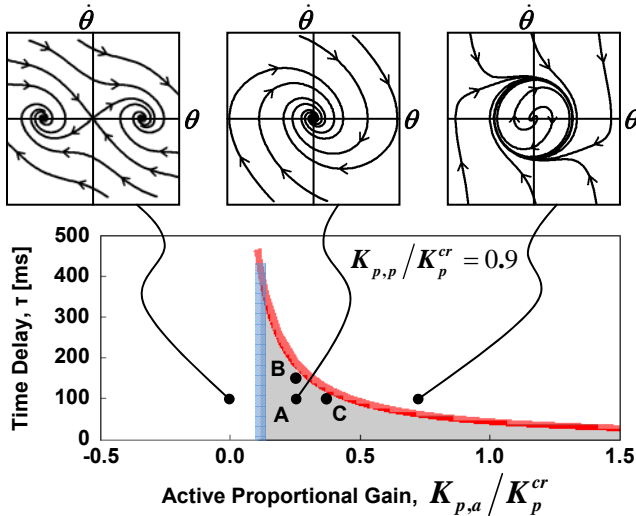 θ̇ θ̇ θ̇
θ θ θ
500
400
300
200
100
0
Time Delay, τ [ms]
K_{p,p}/K_p^{cr} = 0.9
B
A
C
-0.5 0.0 0.5 1.0 1.5
Active Proportional Gain, K_{p,a}/K_p^{cr}